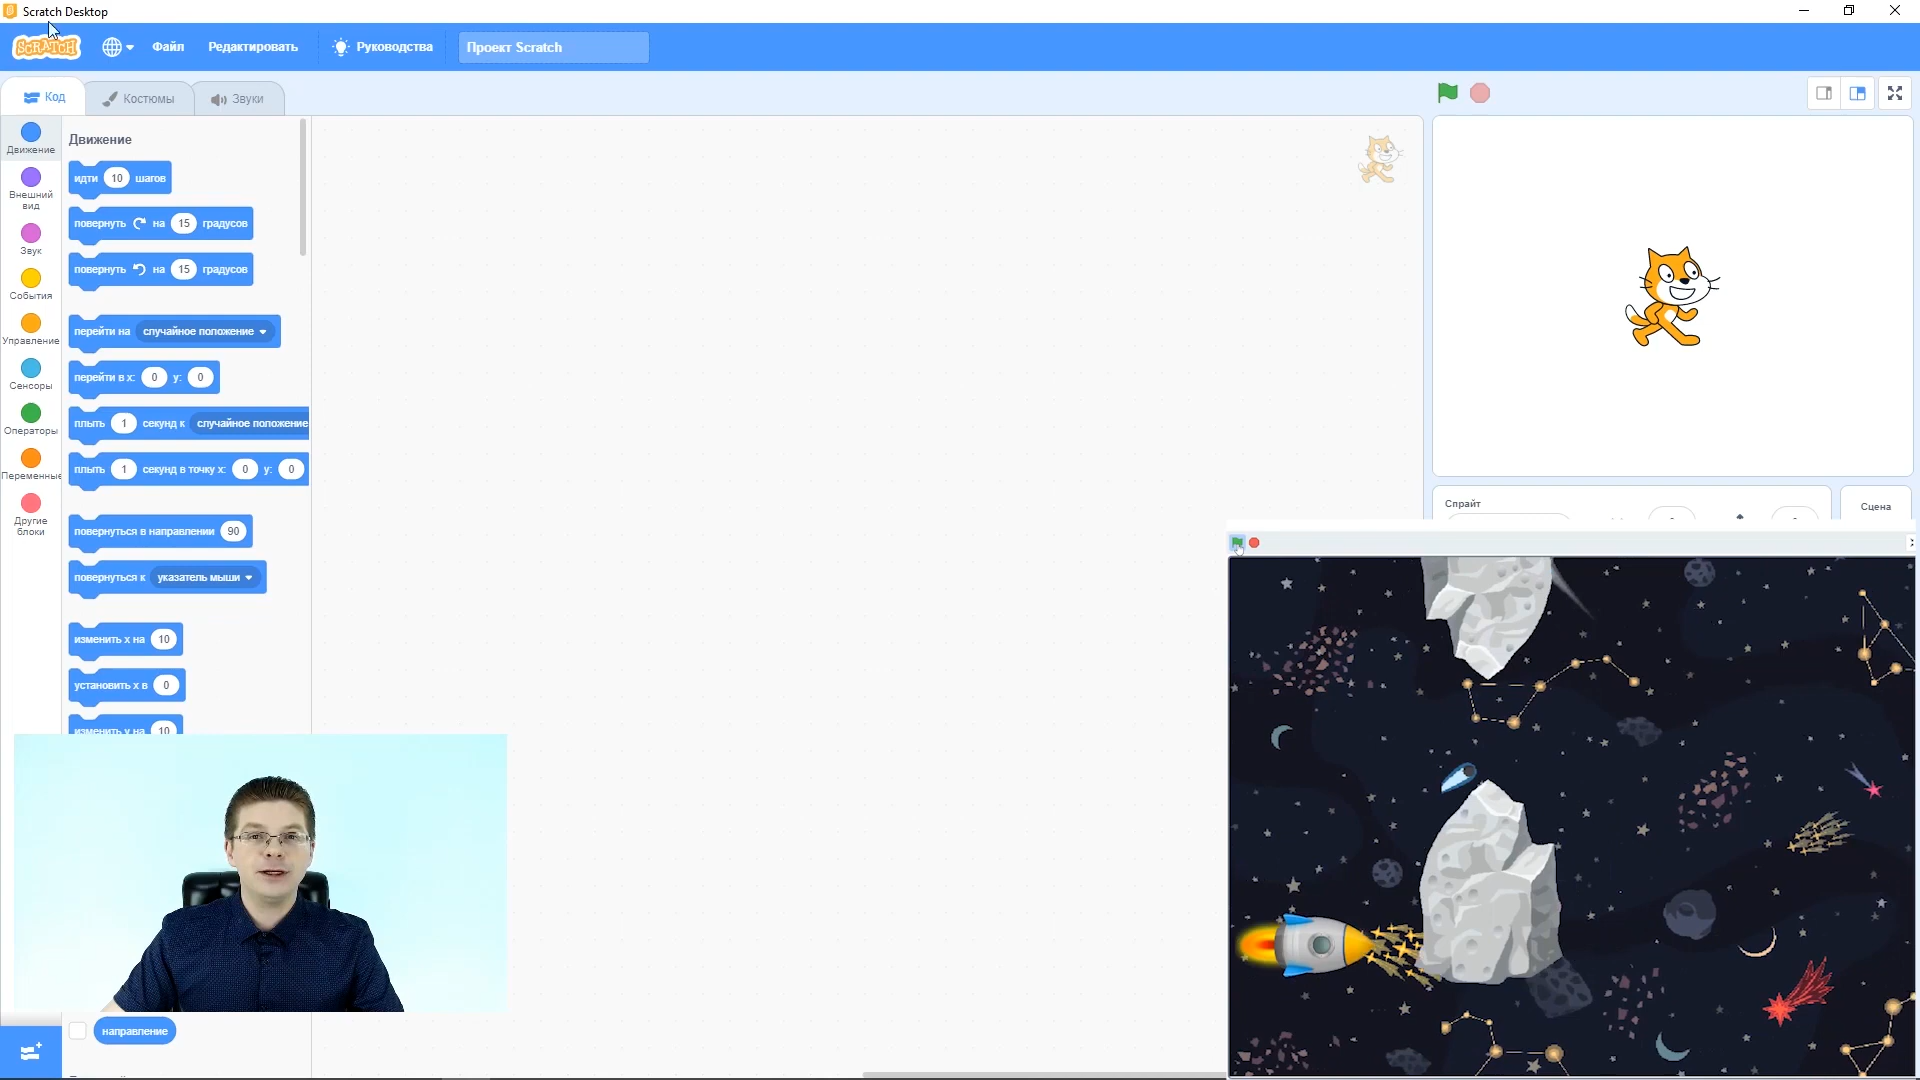 Scratch Desktop
SCRATCH
Файл
Редактировать
Руководства
Проект Scratch
Код
Костюмы
Звуки
Движение
Внешний
вид
Звук
События
Управление
Сенсоры
Операторы
Переменные
Другие
блоки
Движение
идти 10 шагов
повернуть на 15 градусов
повернуть на 15 градусов
перейти на случайное положение
перейти в x: 0 y: 0
плыть 1 секунд к случайное положение
плыть 1 секунд в точку x: 0 y: 0
повернуться в направлении 90
повернуться к указатель мыши
изменить x на 10
установить x в 0
изменить y на 10
направление
Спрайт
Сцена